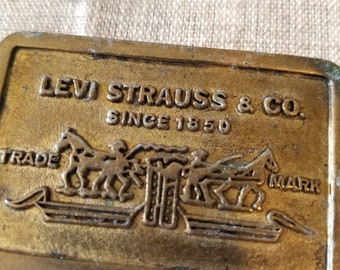 LEVI STRAUSS & CO.
SINCE 1850
TRADE MARK